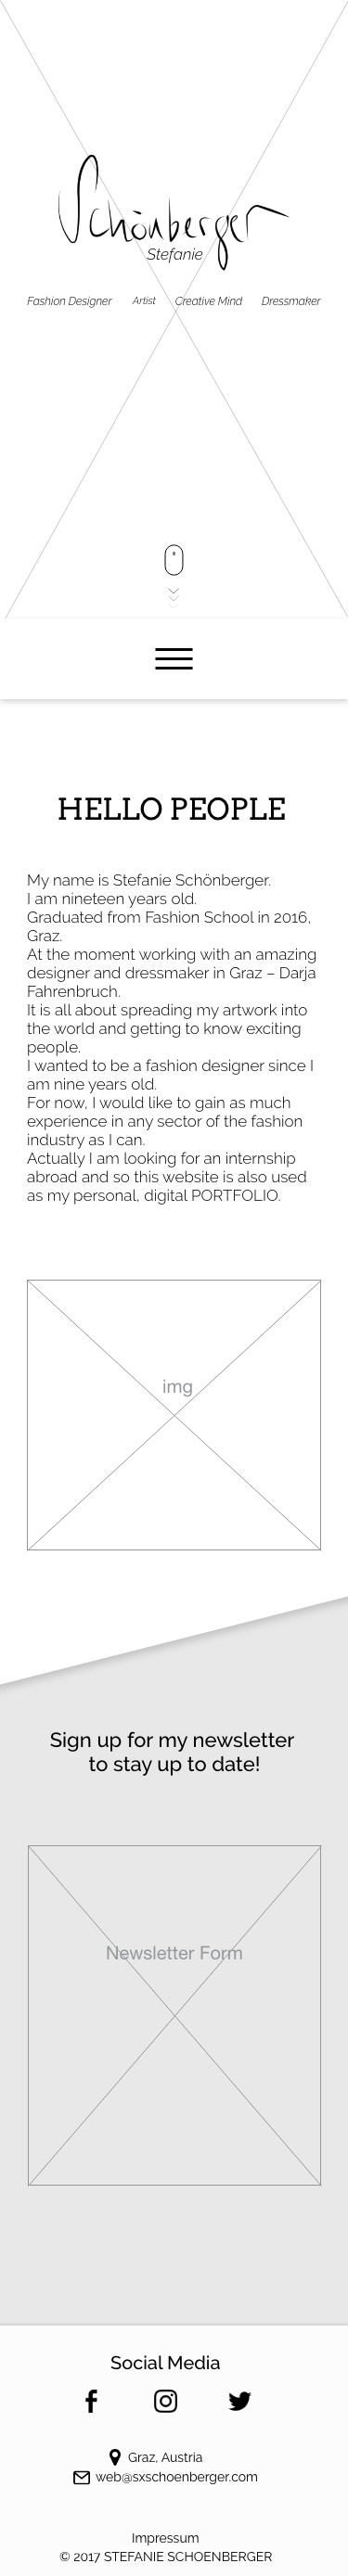 Schönberger
Stefanie
Fashion Designer Artist Creative Mind Dressmaker
HELLO PEOPLE
My name is Stefanie Schönberger.
I am nineteen years old.
Graduated from Fashion School in 2016,
Graz.
At the moment working with an amazing
designer and dressmaker in Graz – Darja
Fahrenbruch.
It is all about spreading my artwork into
the world and getting to know exciting
people.
I wanted to be a fashion designer since I
am nine years old.
For now, I would like to gain as much
experience in any sector of the fashion
industry as I can.
Actually I am looking for an internship
abroad and so this website is also used
as my personal, digital PORTFOLIO.
img
Sign up for my newsletter
to stay up to date!
Newsletter Form
Social Media
Graz, Austria
web@sxschoenberger.com
Impressum
© 2017 STEFANIE SCHOENBERGER